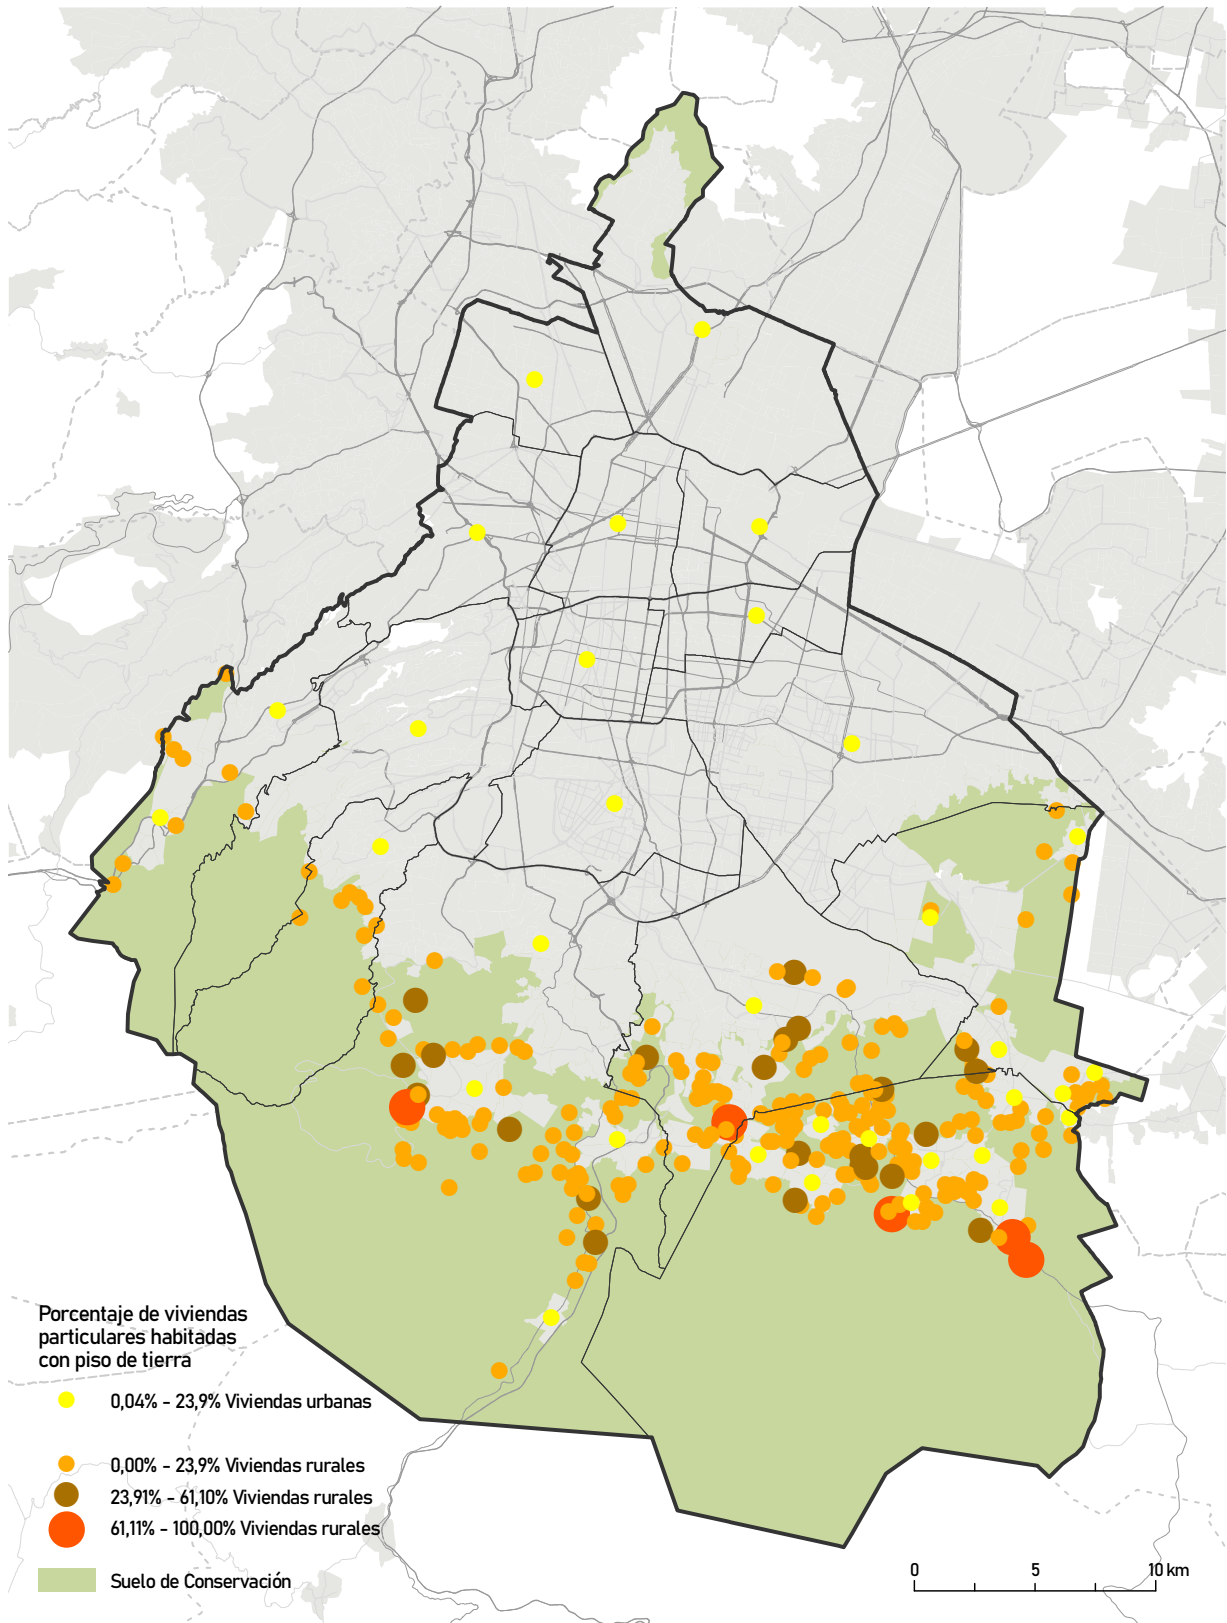 Porcentaje de viviendas
particulares habitadas
con piso de tierra
0,04% - 23,9% Viviendas urbanas
0,00% - 23,9% Viviendas rurales
23,91% - 61,10% Viviendas rurales
61,11% - 100,00% Viviendas rurales
Suelo de Conservación
0 5 10 km